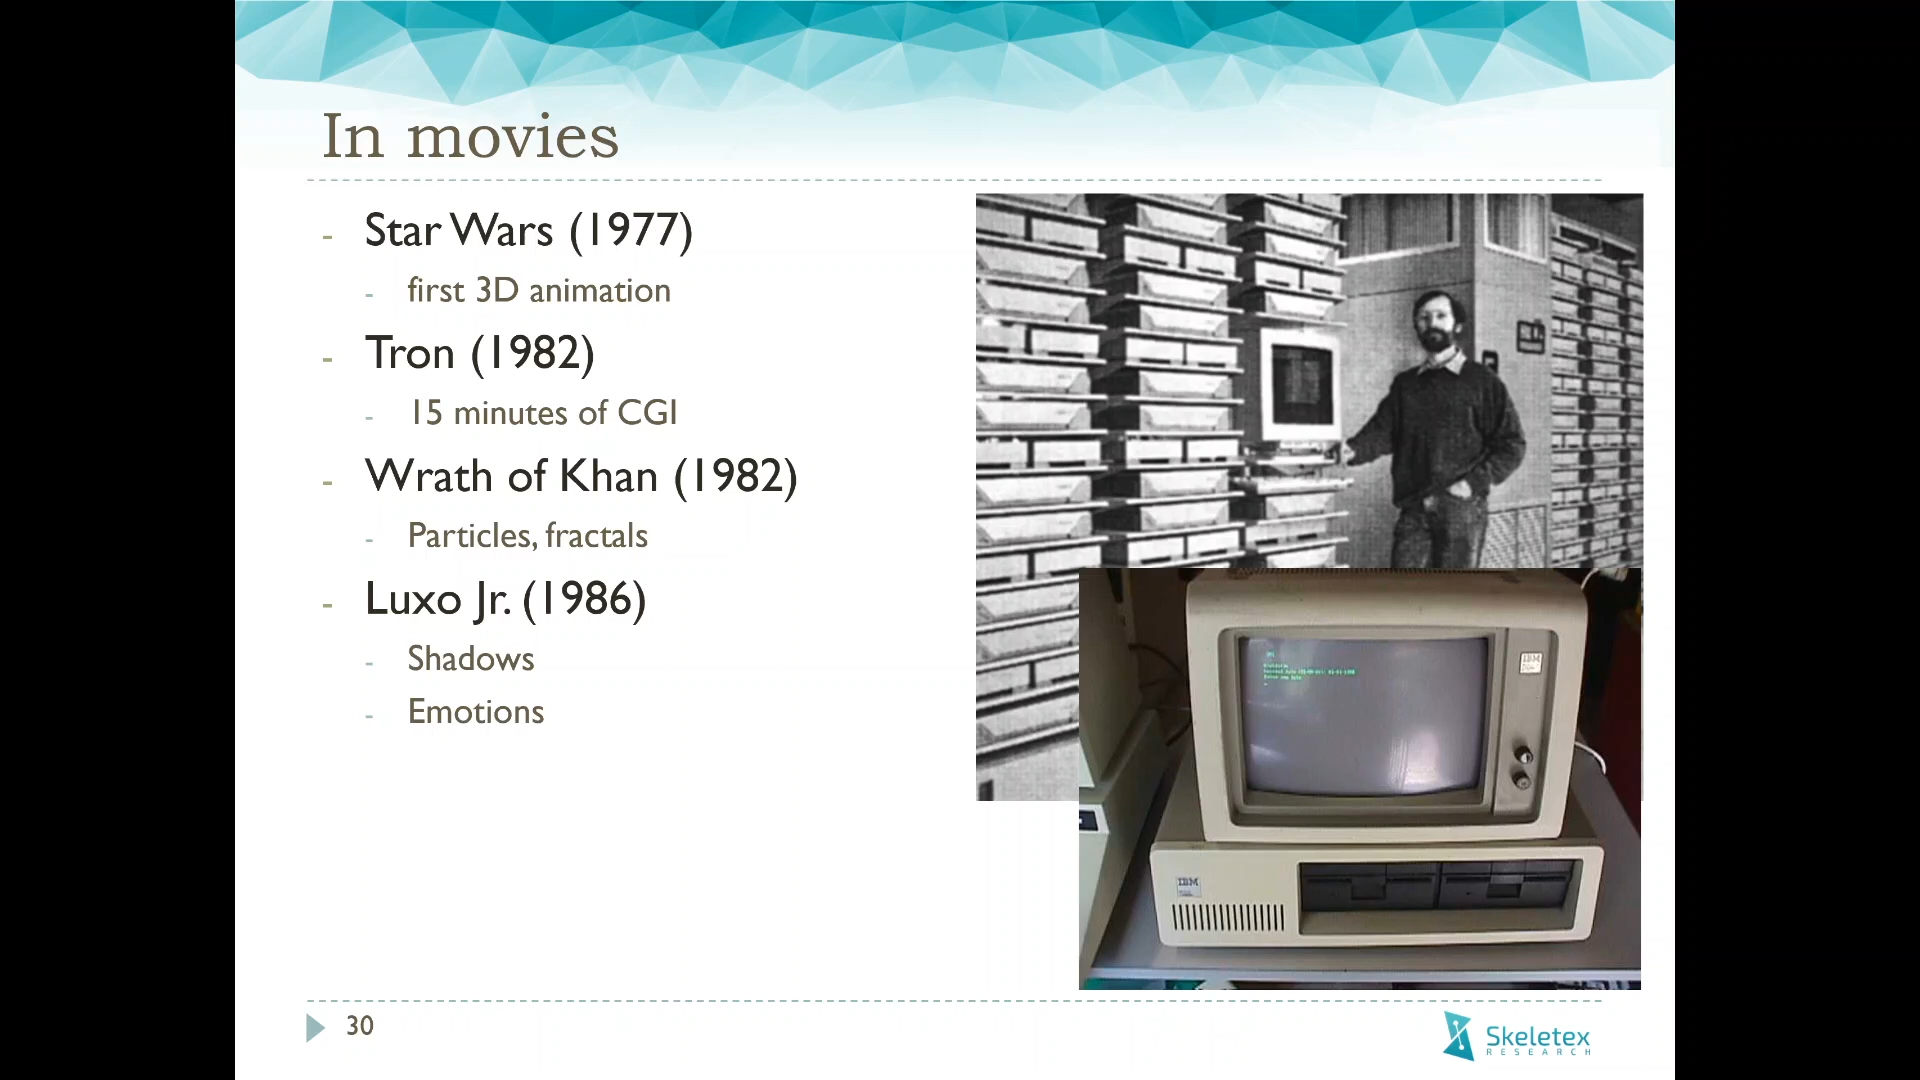 In movies
- Star Wars (1977)
- first 3D animation
- Tron (1982)
- 15 minutes of CGI
- Wrath of Khan (1982)
- Particles, fractals
- Luxo Jr. (1986)
- Shadows
- Emotions
IBM
IBM
30
Skeletex
RESEARCH